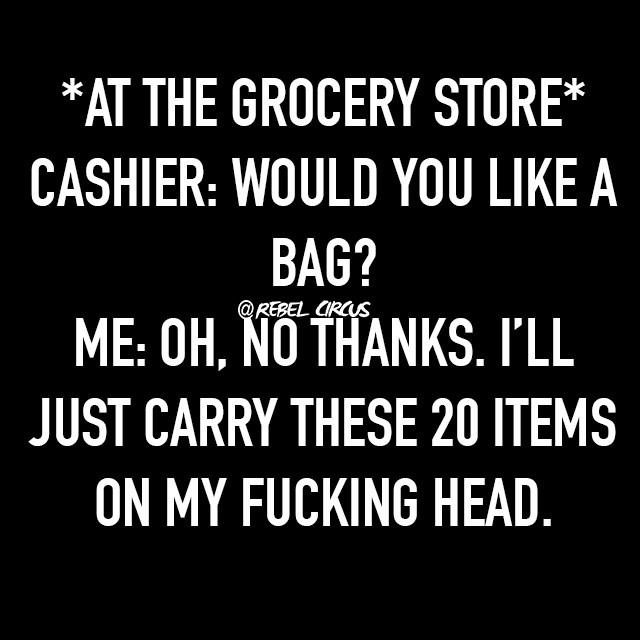 *AT THE GROCERY STORE*
CASHIER: WOULD YOU LIKE A
BAG?
@REBEL CIRCUS
ME: OH, NO THANKS. I'LL
JUST CARRY THESE 20 ITEMS
ON MY FUCKING HEAD.